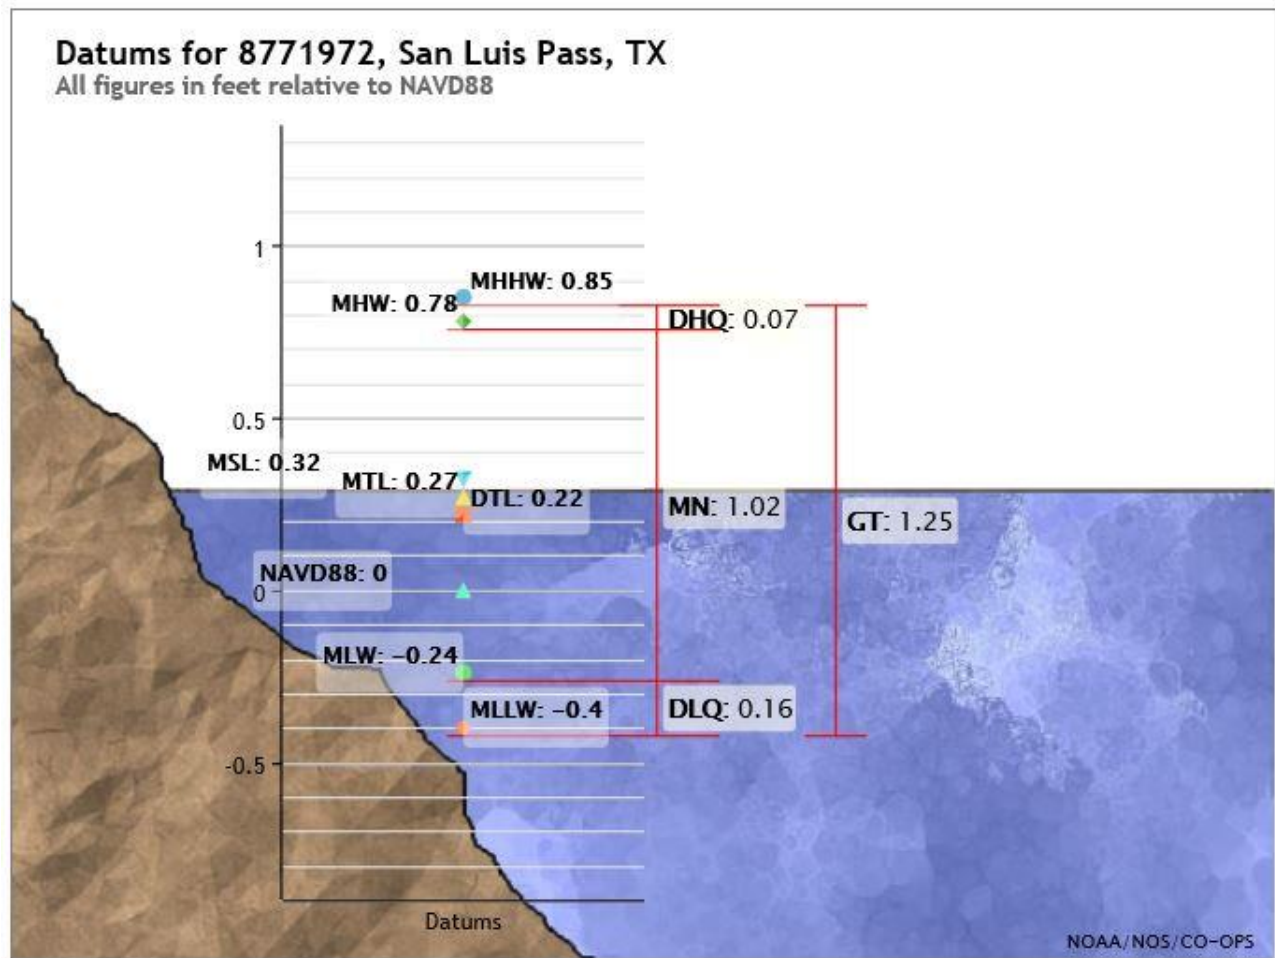 Datums for 8771972, San Luis Pass, TX
All figures in feet relative to NAVD88
1
MHHW: 0.85
MHW: 0.78
DHQ: 0.07
0.5
MSL: 0.32
MTL: 0.27
DTL: 0.22
MN: 1.02
GT: 1.25
NAVD88: 0
0
MLW: −0.24
MLLW: −0.4
DLQ: 0.16
-0.5
Datums
NOAA/NOS/CO-OPS